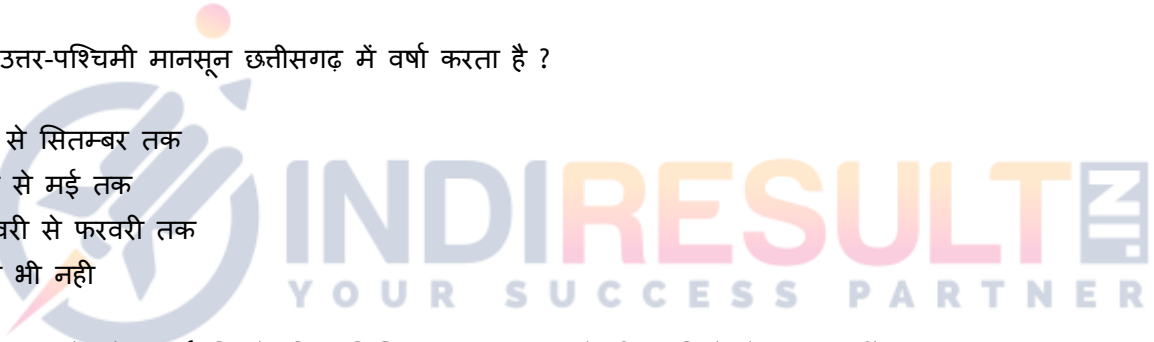 उत्तर-पश्चिमी मानसून छत्तीसगढ़ में वर्षा करता है ?
से सितम्बर तक
से मई तक
वरी से फरवरी तक
भी नही
INDIRESULT.IN
YOUR SUCCESS PARTNER